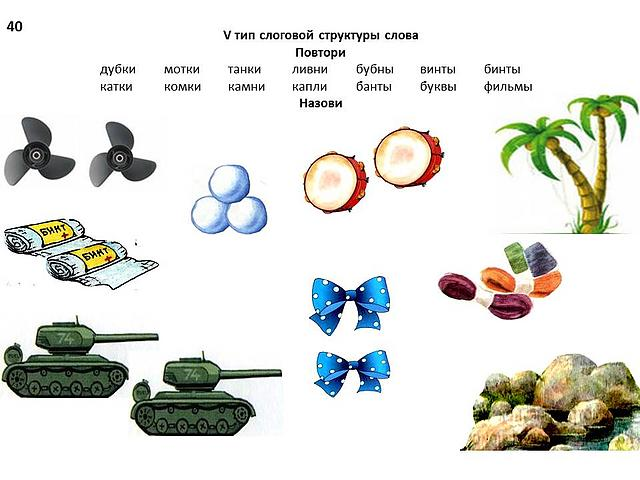 40
V тип слоговой структуры слова
Повтори
дубки мотки танки ливни бубны винты бинты
катки комки камни капли банты буквы фильмы
Назови
БИНТ
БИНТ
74
74